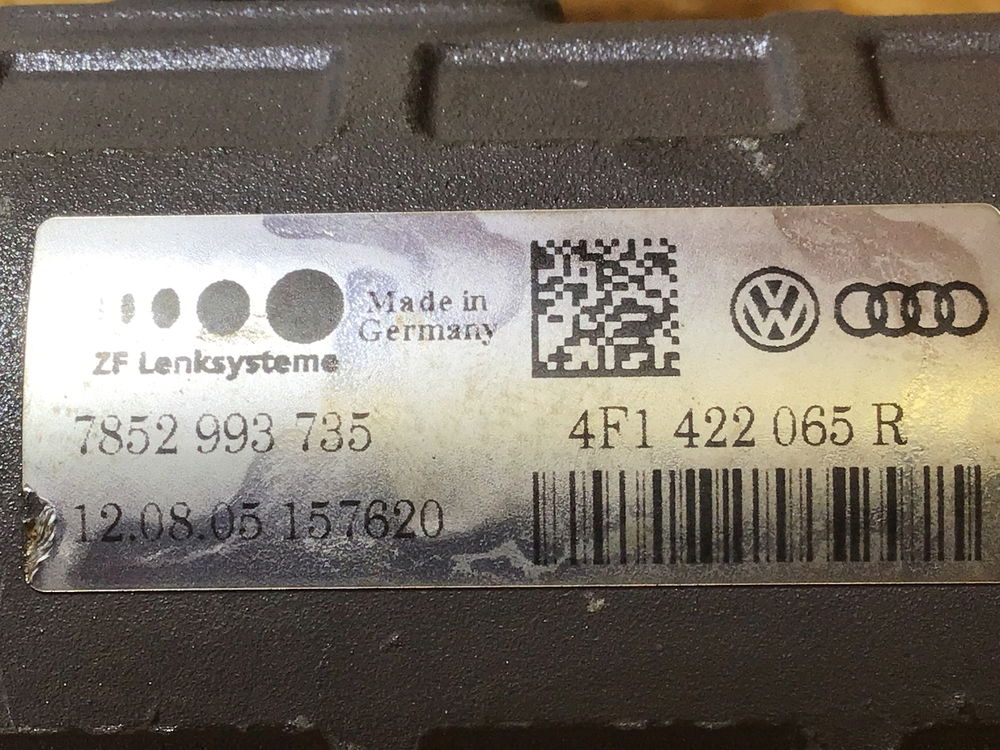 Made in
Germany
ZF Lenksysteme
7852 993 735
4F1 422 065 R
12.08.05 157620